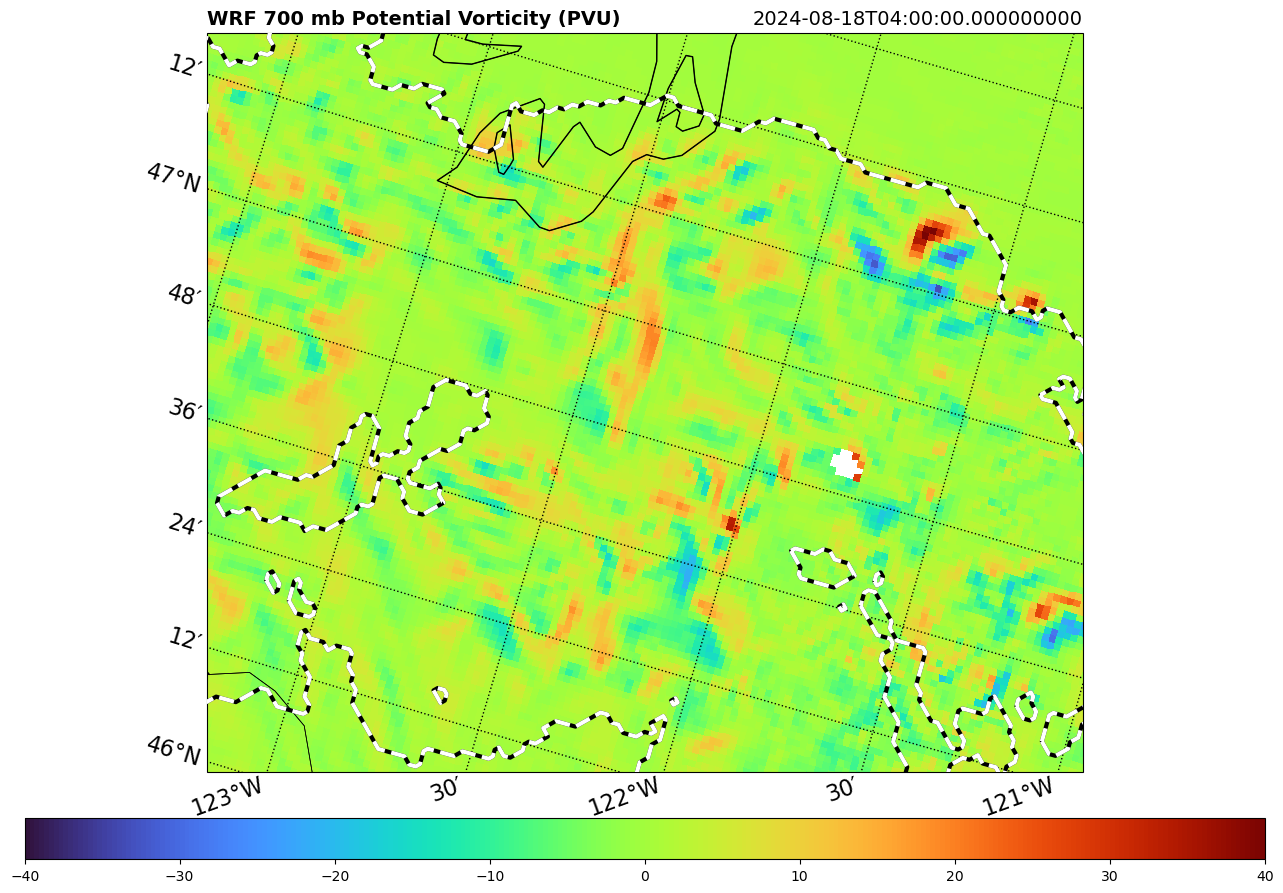 WRF 700 mb Potential Vorticity (PVU) 2024-08-18T04:00:00.000000000
12′
47°N
48′
36′
24′
12′
46°N
123°W 30′ 122°W 30′ 121°W
−40 −30 −20 −10 0 10 20 30 40